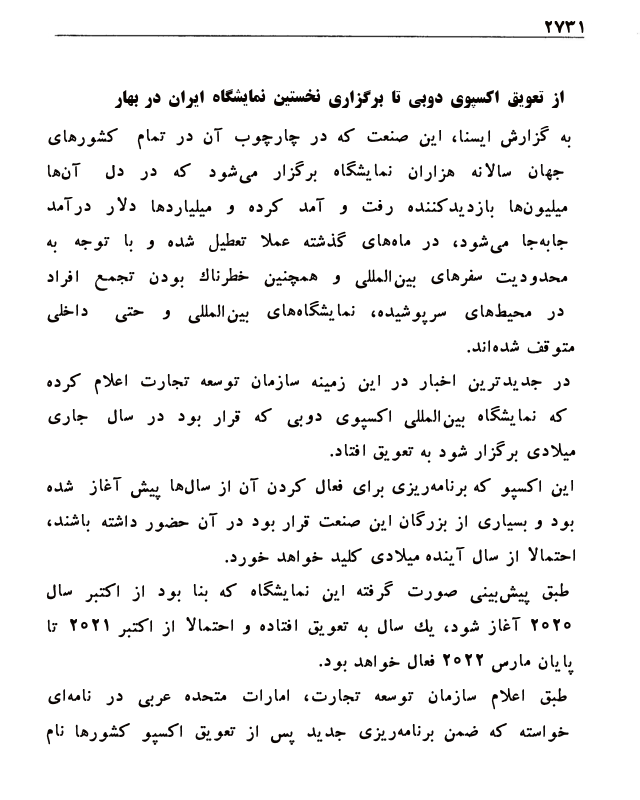 ۲۷۳۱
از تعویق اکسپوی دوبی تا برگزاری نخستین نمایشگاه ایران در بهار
به گزارش ایسنا، این صنعت که در چارچوب آن در تمام کشورهای
جهان سالانه هزاران نمایشگاه برگزار می‌شود که در دل آن‌ها
میلیون‌ها بازدیدکننده رفت و آمد کرده و میلیاردها دلار درآمد
جابه‌جا می‌شود، در ماه‌های گذشته عملا تعطیل شده و با توجه به
محدودیت سفرهای بین‌المللی و همچنین خطرناك بودن تجمع افراد
در محیط‌های سرپوشیده، نمایشگاه‌های بین‌المللی و حتی داخلی
متوقف شده‌اند.
در جدیدترین اخبار در این زمینه سازمان توسعه تجارت اعلام کرده
که نمایشگاه بین‌المللی اکسپوی دوبی که قرار بود در سال جاری
میلادی برگزار شود به تعویق افتاد.
این اکسپو که برنامه‌ریزی برای فعال کردن آن از سال‌ها پیش آغاز شده
بود و بسیاری از بزرگان این صنعت قرار بود در آن حضور داشته باشند،
احتمالا از سال آینده میلادی کلید خواهد خورد.
طبق پیش‌بینی صورت گرفته این نمایشگاه که بنا بود از اکتبر سال
۲۰۲۰ آغاز شود، یك سال به تعویق افتاده و احتمالا از اکتبر ۲۰۲۱ تا
پایان مارس ۲۰۲۲ فعال خواهد بود.
طبق اعلام سازمان توسعه تجارت، امارات متحده عربی در نامه‌ای
خواسته که ضمن برنامه‌ریزی جدید پس از تعویق اکسپو کشورها نام